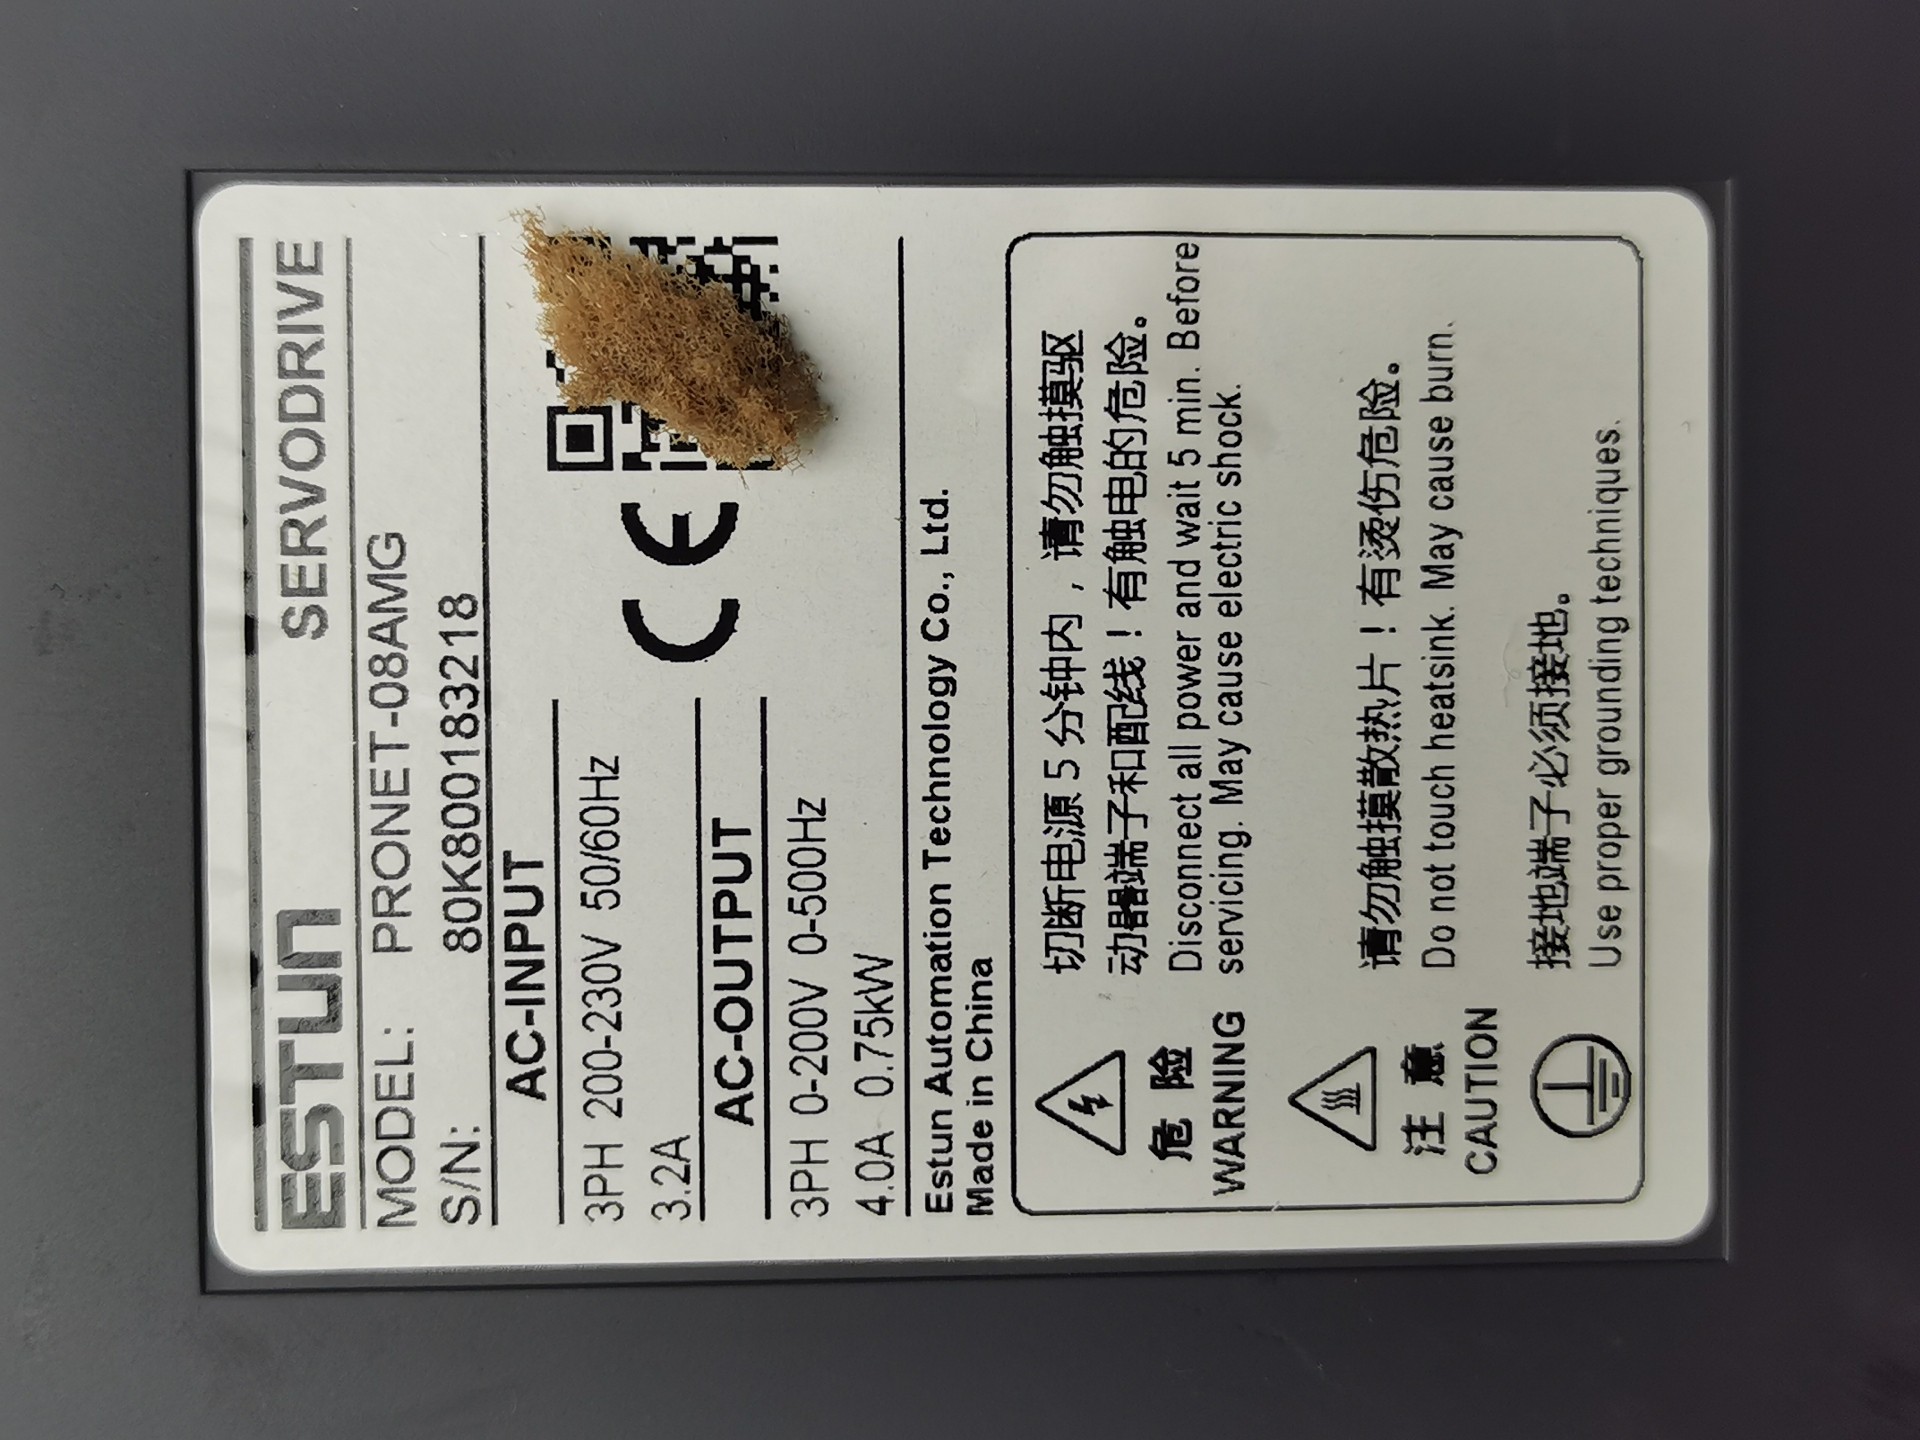 ESTUN SERVODRIVE
MODEL: PRONET-08AMG
S/N: 80K800183218
AC-INPUT
3PH 200-230V 50/60Hz
3.2A
AC-OUTPUT
3PH 0-200V 0-500Hz
4.0A 0.75kW
CE
Estun Automation Technology Co., Ltd.
Made in China
危 险
WARNING
切断电源 5 分钟内，请勿触摸驱
动器端子和配线！有触电的危险。
Disconnect all power and wait 5 min. Before
servicing. May cause electric shock.
注 意
CAUTION
请勿触摸散热片！有烫伤危险。
Do not touch heatsink. May cause burn.
接地端子必须接地。
Use proper grounding techniques.